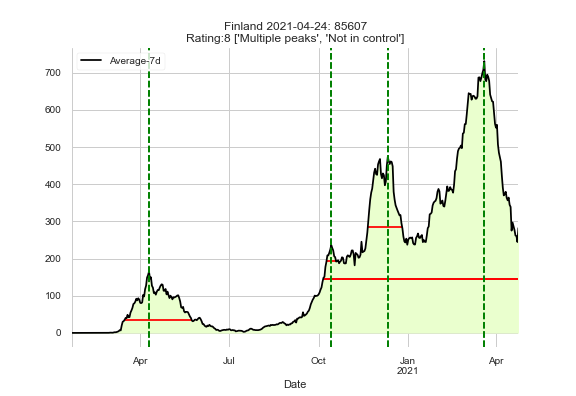 Finland 2021-04-24: 85607
Rating:8 ['Multiple peaks', 'Not in control']
Average-7d
700
600
500
400
300
200
100
0
Apr
Jul
Oct
Jan
2021
Apr
Date